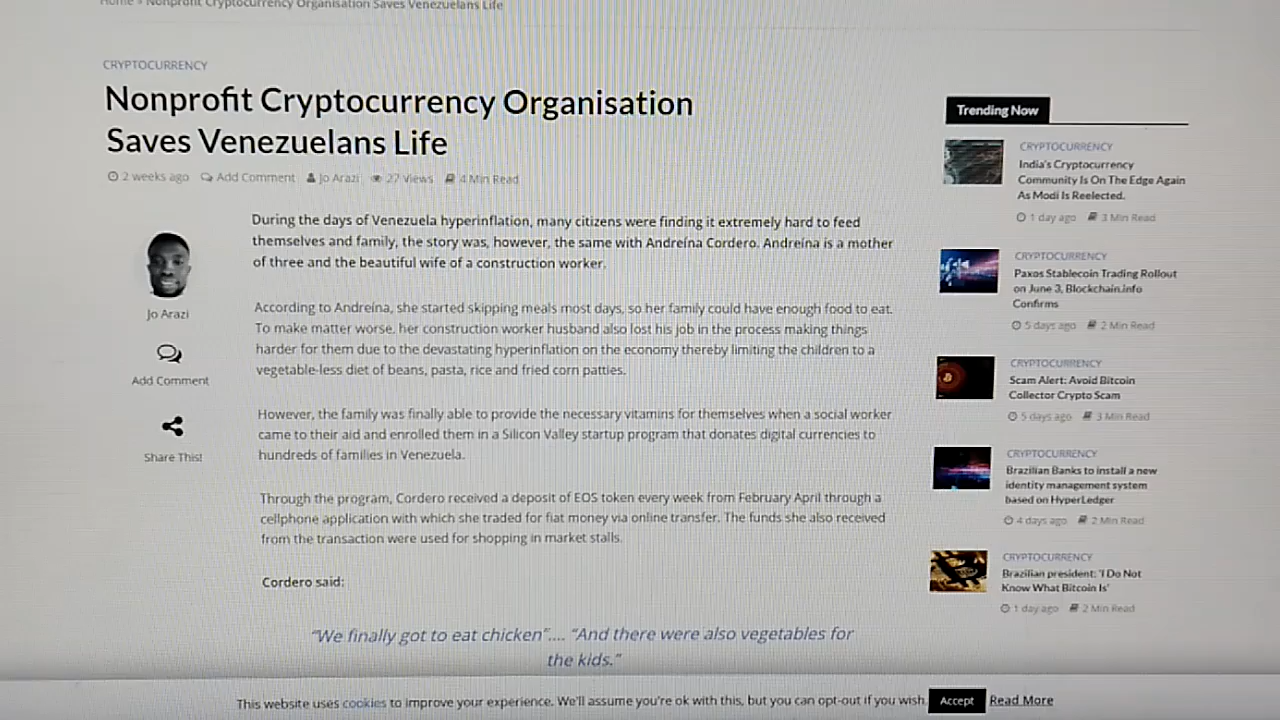 Home » Nonprofit Cryptocurrency Organisation Saves Venezuelans Life
CRYPTOCURRENCY
Nonprofit Cryptocurrency Organisation
Saves Venezuelans Life
2 weeks ago Add Comment Jo Arazi 27 Views 4 Min Read
Jo Arazi
Add Comment
Share This!
During the days of Venezuela hyperinflation, many citizens were finding it extremely hard to feed
themselves and family, the story was, however, the same with Andreína Cordero. Andreína is a mother
of three and the beautiful wife of a construction worker.
According to Andreína, she started skipping meals most days, so her family could have enough food to eat.
To make matter worse, her construction worker husband also lost his job in the process making things
harder for them due to the devastating hyperinflation on the economy thereby limiting the children to a
vegetable-less diet of beans, pasta, rice and fried corn patties.
However, the family was finally able to provide the necessary vitamins for themselves when a social worker
came to their aid and enrolled them in a Silicon Valley startup program that donates digital currencies to
hundreds of families in Venezuela.
Through the program, Cordero received a deposit of EOS token every week from February April through a
cellphone application with which she traded for fiat money via online transfer. The funds she also received
from the transaction were used for shopping in market stalls.
Cordero said:
"We finally got to eat chicken".... "And there were also vegetables for
the kids."
Trending Now
CRYPTOCURRENCY
India's Cryptocurrency
Community Is On The Edge Again
As Modi Is Reelected.
1 day ago 3 Min Read
CRYPTOCURRENCY
Paxos Stablecoin Trading Rollout
on June 3, Blockchain.info
Confirms
5 days ago 2 Min Read
CRYPTOCURRENCY
Scam Alert: Avoid Bitcoin
Collector Crypto Scam
5 days ago 3 Min Read
CRYPTOCURRENCY
Brazilian Banks to install a new
identity management system
based on HyperLedger
4 days ago 2 Min Read
CRYPTOCURRENCY
Brazilian president: 'I Do Not
Know What Bitcoin Is'
1 day ago 2 Min Read
This website uses cookies to improve your experience. We'll assume you're ok with this, but you can opt-out if you wish. Accept Read More